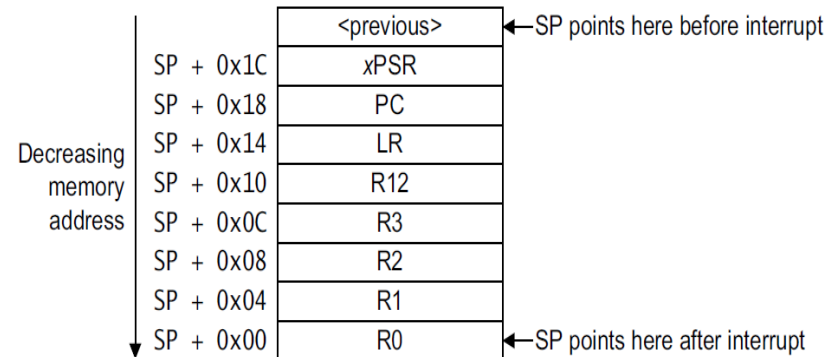 <previous> SP points here before interrupt
SP + 0x1C xPSR
SP + 0x18 PC
SP + 0x14 LR
Decreasing memory address
SP + 0x10 R12
SP + 0x0C R3
SP + 0x08 R2
SP + 0x04 R1
SP + 0x00 R0 SP points here after interrupt